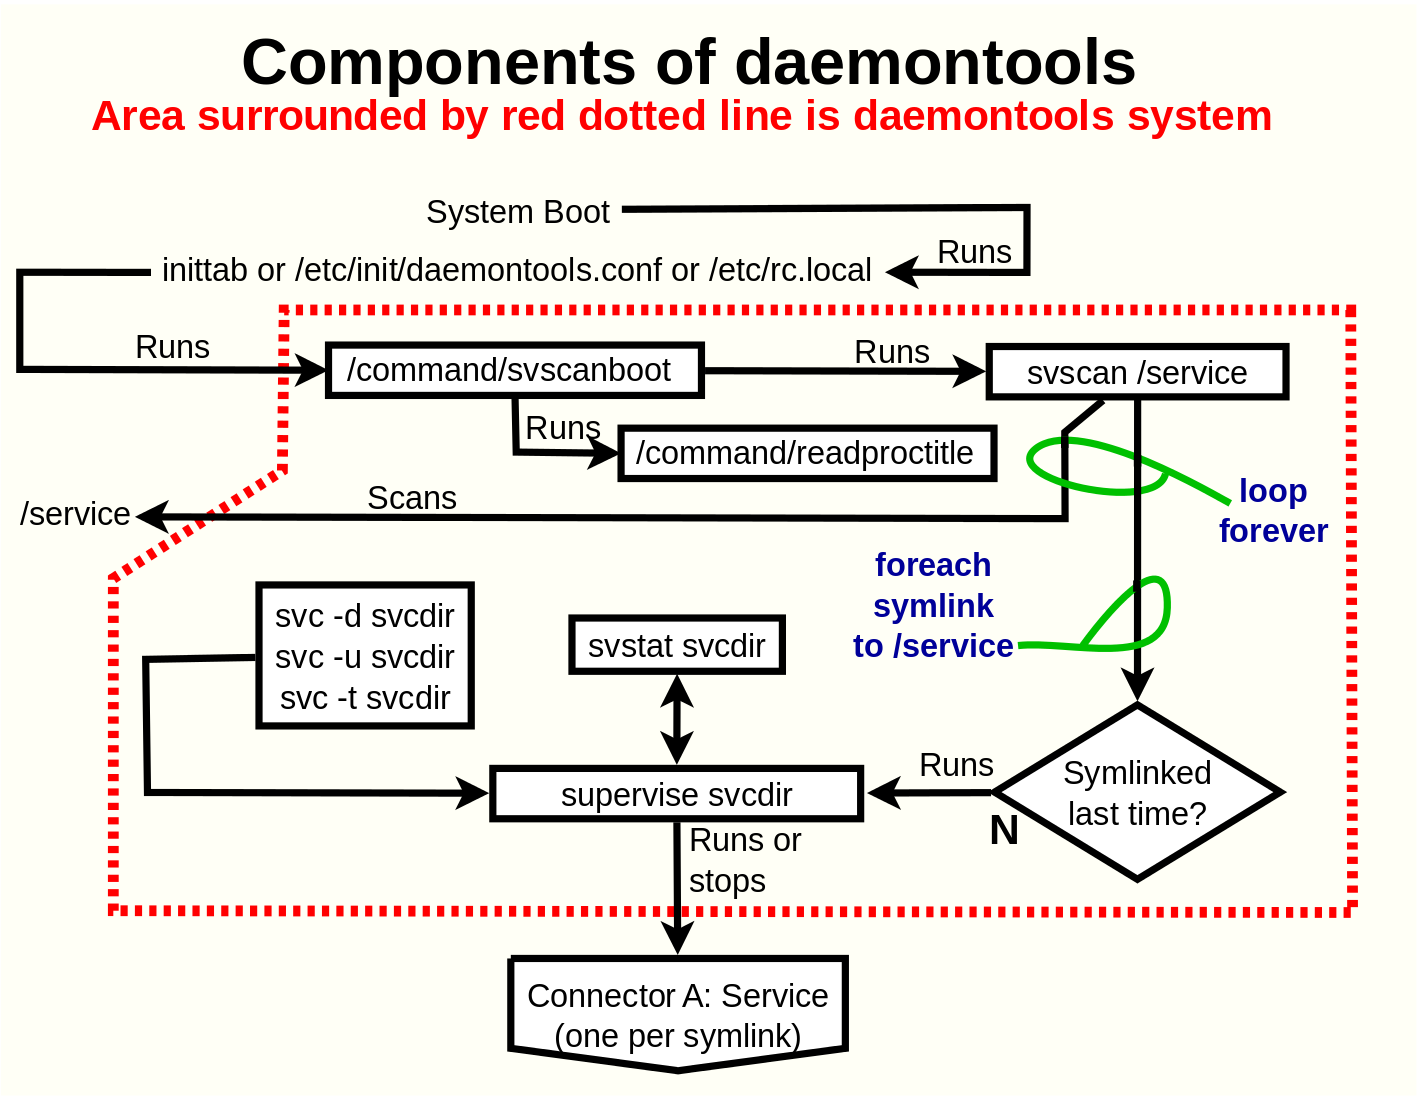 Components of daemontools
Area surrounded by red dotted line is daemontools system
System Boot
Runs
inittab or /etc/init/daemontools.conf or /etc/rc.local
Runs
/command/svscanboot
Runs
svscan /service
Runs
/command/readproctitle
Scans
/service
loop
forever
foreach
symlink
to /service
svc -d svcdir
svc -u svcdir
svc -t svcdir
svstat svcdir
supervise svcdir
Runs
Symlinked
last time?
N
Runs or
stops
Connector A: Service
(one per symlink)